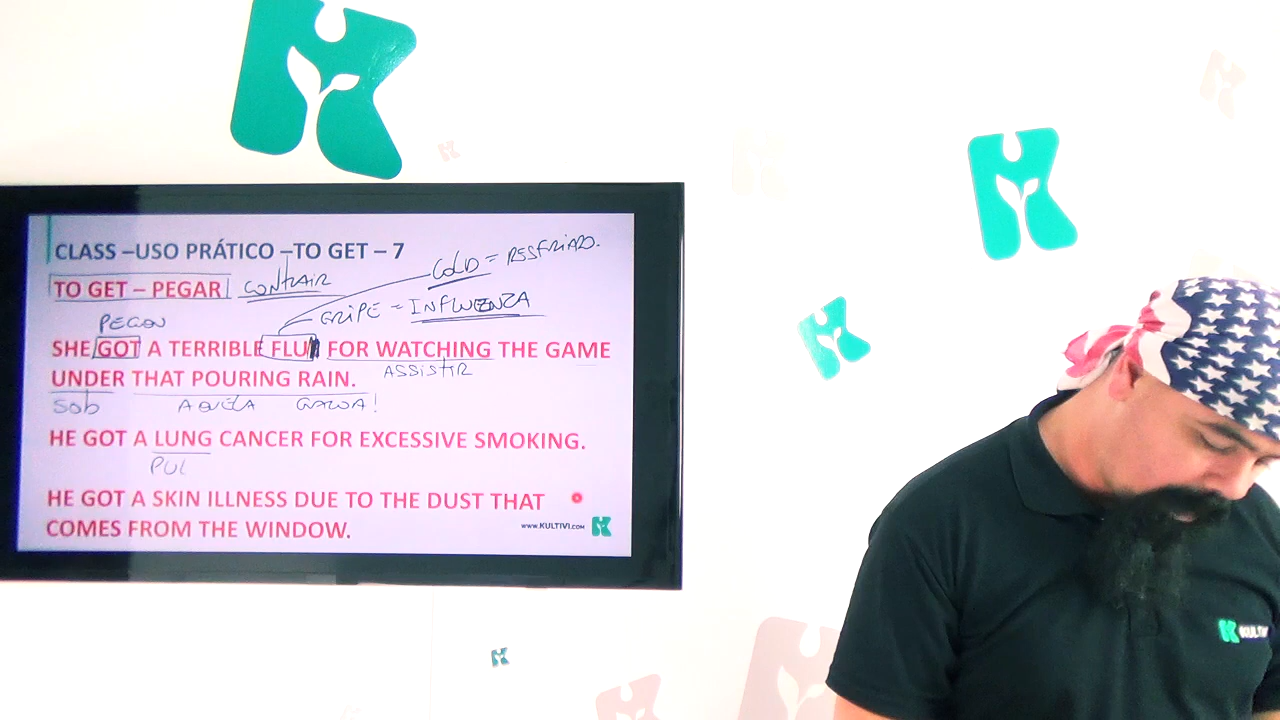 CLASS –USO PRÁTICO –TO GET – 7
COLD = RESFRIADO.
TO GET – PEGAR CONTRAIR
GRIPE = INFLUENZA
PEGOU
SHE GOT A TERRIBLE FLU FOR WATCHING THE GAME
ASSISTIR
UNDER THAT POURING RAIN.
Sob AQUELA !
HE GOT A LUNG CANCER FOR EXCESSIVE SMOKING.
PUL
HE GOT A SKIN ILLNESS DUE TO THE DUST THAT
COMES FROM THE WINDOW.
www.KULTIVI.com
KULTIVI